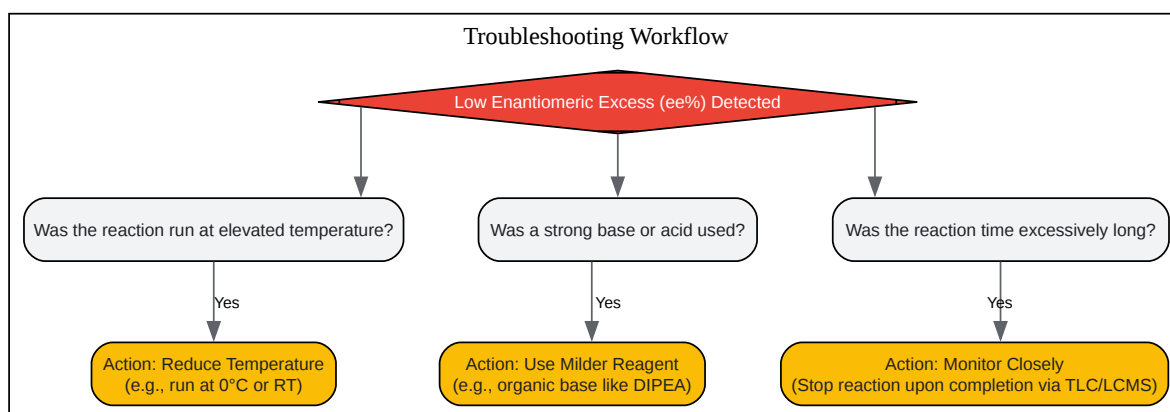 Troubleshooting Workflow
Low Enantiomeric Excess (ee%) Detected
Was the reaction run at elevated temperature?
Was a strong base or acid used?
Was the reaction time excessively long?
Yes
Yes
Yes
Action: Reduce Temperature
(e.g., run at 0°C or RT)
Action: Use Milder Reagent
(e.g., organic base like DIPEA)
Action: Monitor Closely
(Stop reaction upon completion via TLC/LCMS)